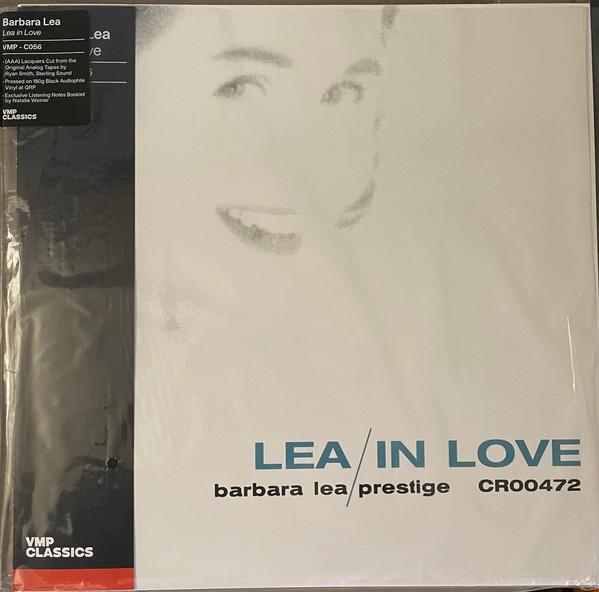 Barbara Lea
Lea in Love
VMP - C056
· (AAA) Lacquers Cut from the
Original Analog Tapes by
Ryan Smith, Sterling Sound
· Pressed on 180g Black Audiophile
Vinyl at QRP
· Exclusive Listening Notes Booklet
by Natalie Weiner
VMP
CLASSICS
Lea
ve
LEA/IN LOVE
barbara lea/prestige CR00472
VMP
CLASSICS